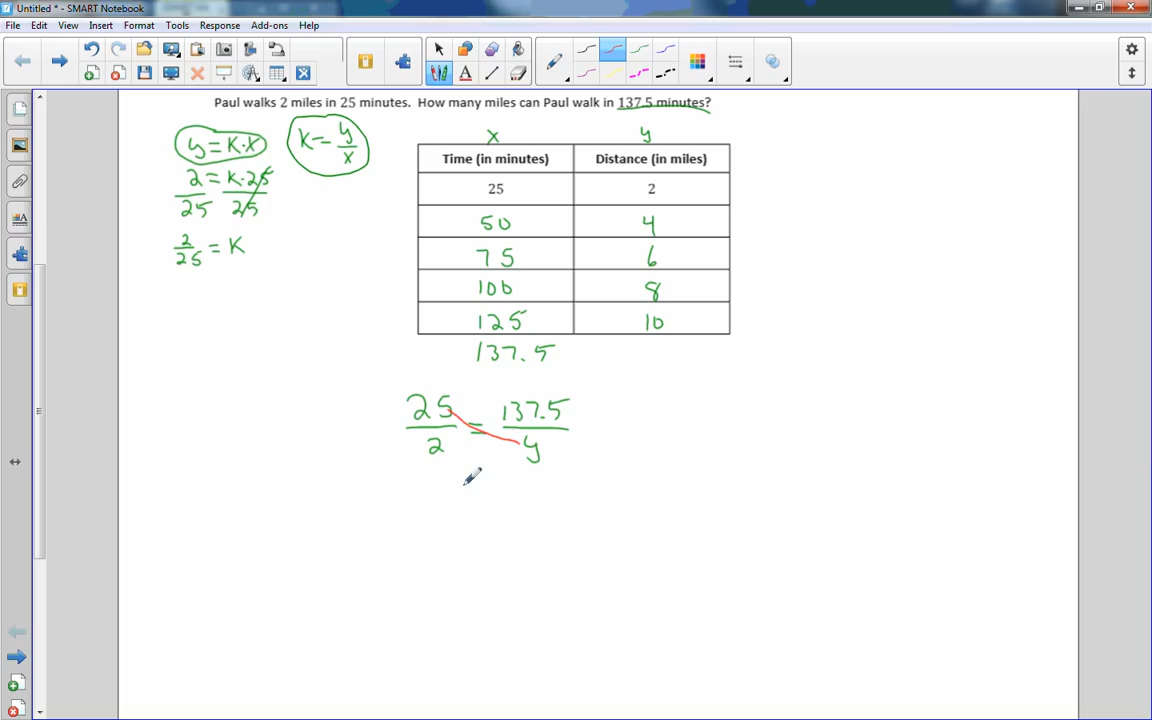 Untitled * - SMART Notebook
File Edit View Insert Format Tools Response Add-ons Help
Paul walks 2 miles in 25 minutes. How many miles can Paul walk in 137.5 minutes?
y = K·X
K = y/x
2 = K·25
25 25
2/25 = K
x y
Time (in minutes) Distance (in miles)
25 2
50 4
75 6
100 8
125 10
137.5
25/2 = 137.5/y